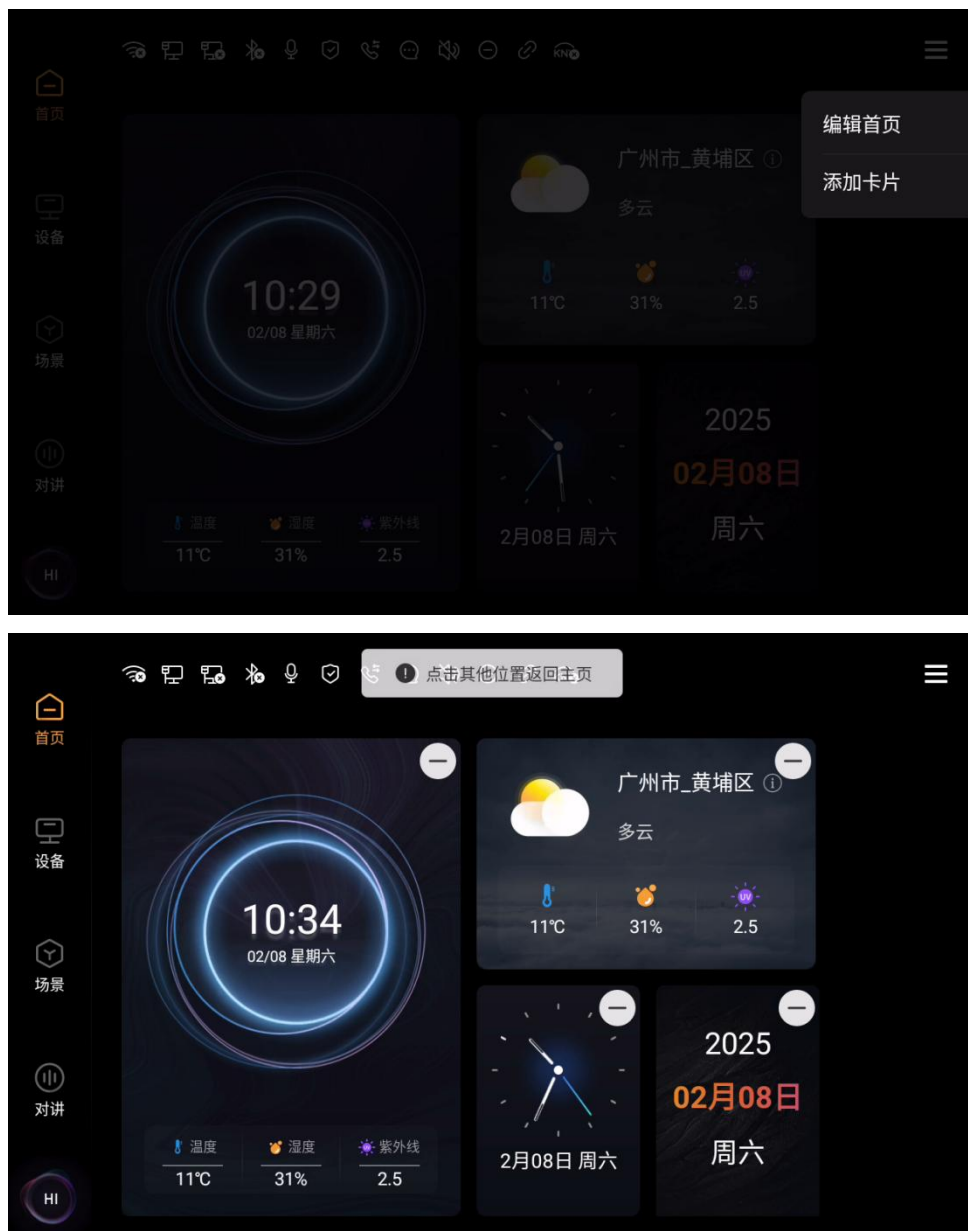 KN
首页
编辑首页
添加卡片
广州市_黄埔区
多云
设备
UV
11℃
31%
2.5
10:29
02/08 星期六
场景
2025
02月08日
周六
对讲
温度
湿度
紫外线
11℃
31%
2.5
2月08日 周六
HI
点击其他位置返回主页
首页
广州市_黄埔区
多云
设备
UV
11℃
31%
2.5
10:34
02/08 星期六
场景
2025
02月08日
周六
对讲
温度
湿度
紫外线
11℃
31%
2.5
2月08日 周六
HI